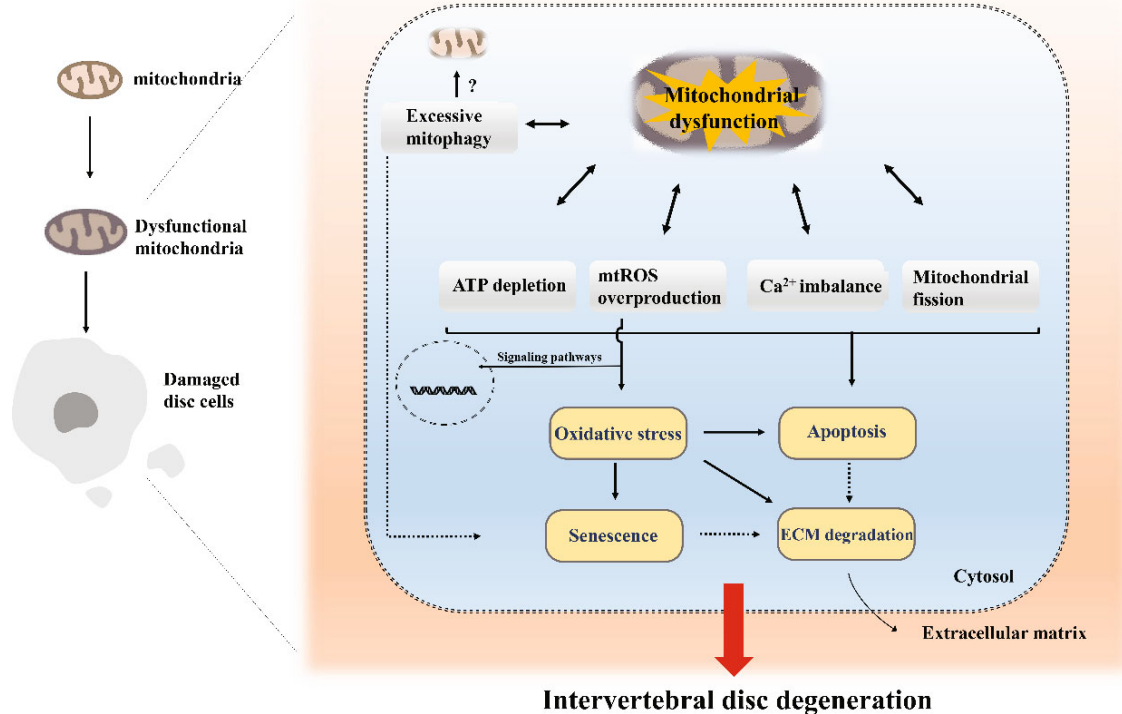 mitochondria
Dysfunctional
mitochondria
Damaged
disc cells
?
Excessive
mitophagy
Mitochondrial
dysfunction
ATP depletion
mtROS
overproduction
Ca²⁺ imbalance
Mitochondrial
fission
Signaling pathways
Oxidative stress
Apoptosis
Senescence
ECM degradation
Cytosol
Extracellular matrix
Intervertebral disc degeneration